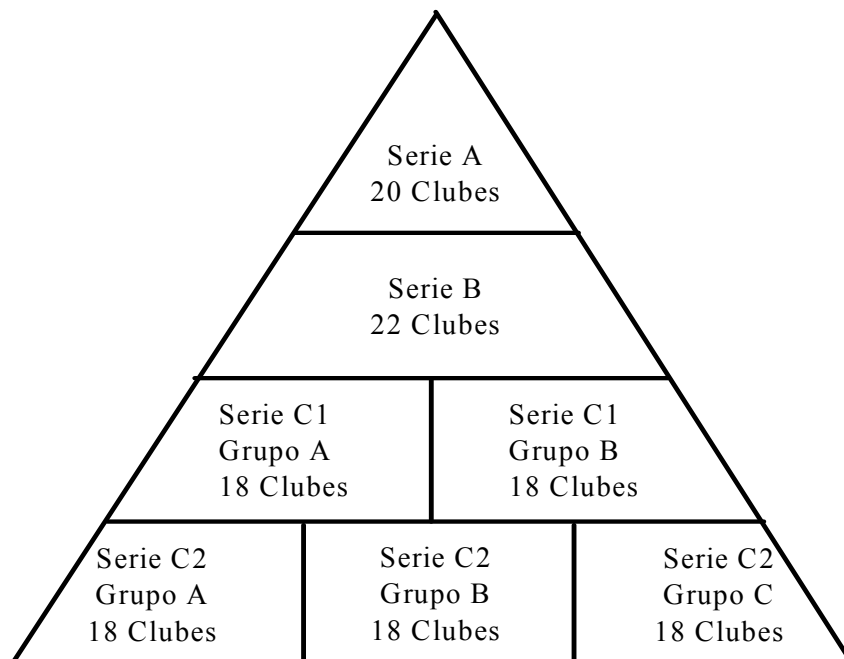 Serie A
20 Clubes
Serie B
22 Clubes
Serie C1
Grupo A
18 Clubes
Serie C1
Grupo B
18 Clubes
Serie C2
Grupo A
18 Clubes
Serie C2
Grupo B
18 Clubes
Serie C2
Grupo C
18 Clubes